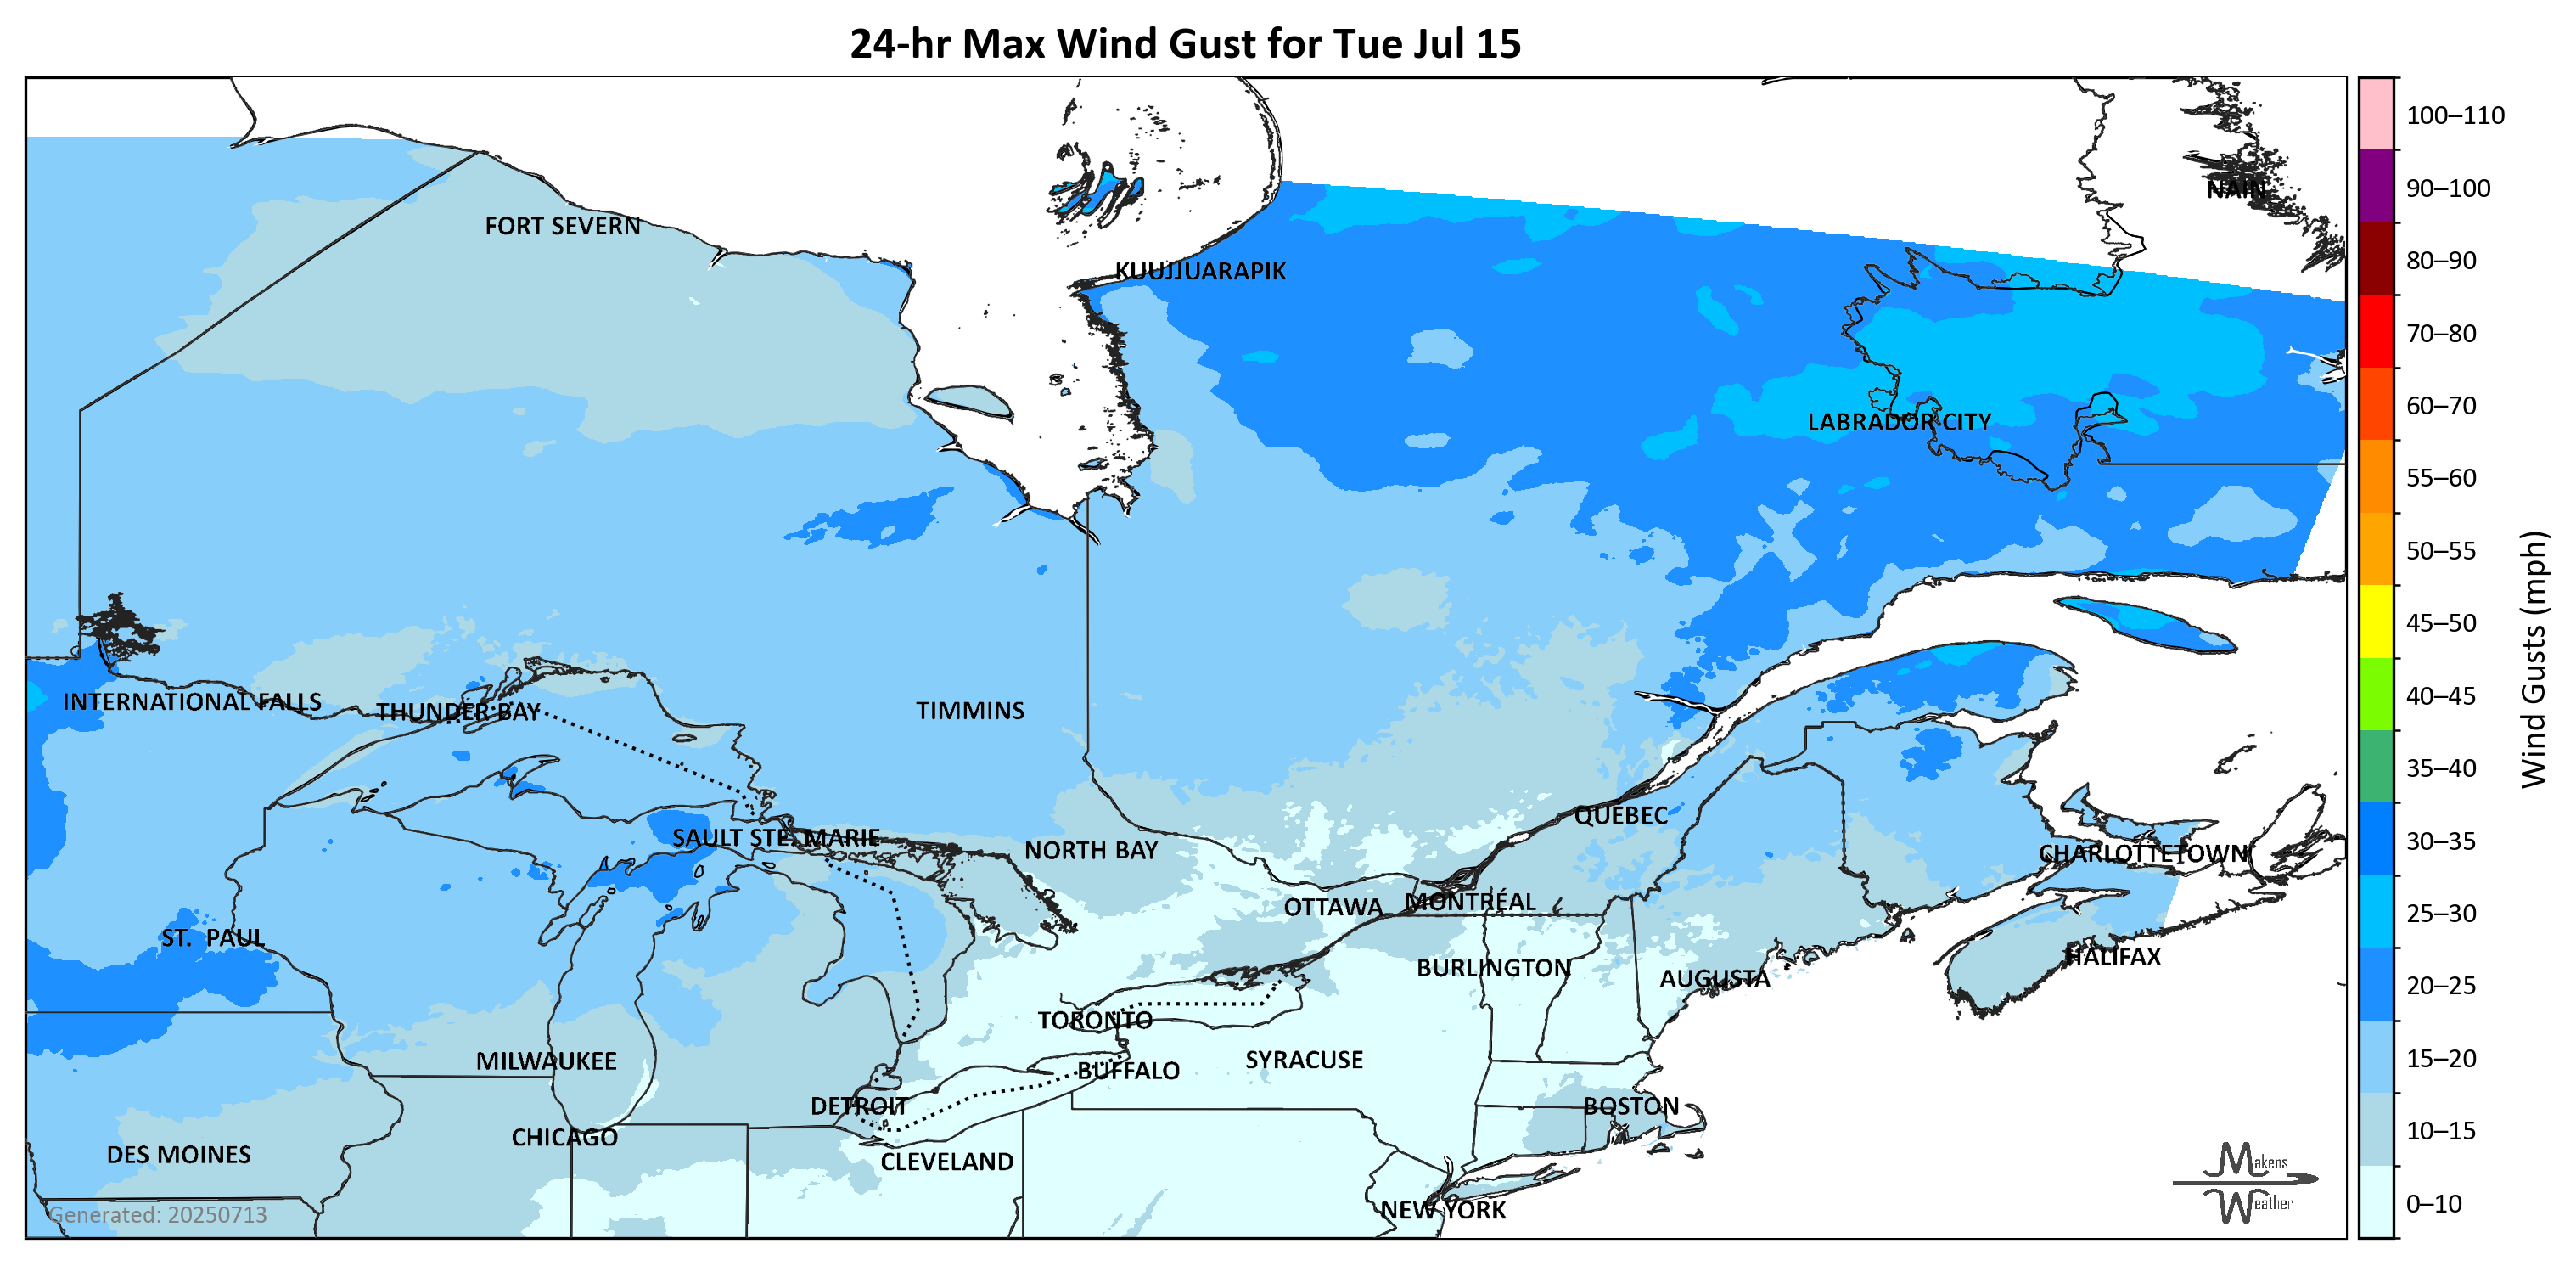 24-hr Max Wind Gust for Tue Jul 15
100–110
90–100
NAIN
FORT SEVERN
80–90
KUUJJUARAPIK
70–80
60–70
LABRADOR CITY
55–60
50–55
45–50
Wind Gusts (mph)
40–45
INTERNATIONAL FALLS
THUNDER BAY
TIMMINS
35–40
QUEBEC
30–35
SAULT STE. MARIE
NORTH BAY
CHARLOTTETOWN
MONTRÉAL
OTTAWA
25–30
ST. PAUL
HALIFAX
BURLINGTON
AUGUSTA
20–25
TORONTO
MILWAUKEE
SYRACUSE
15–20
BUFFALO
DETROIT
BOSTON
CHICAGO
10–15
DES MOINES
CLEVELAND
Makens
Weather
0–10
NEW YORK
Generated: 20250713